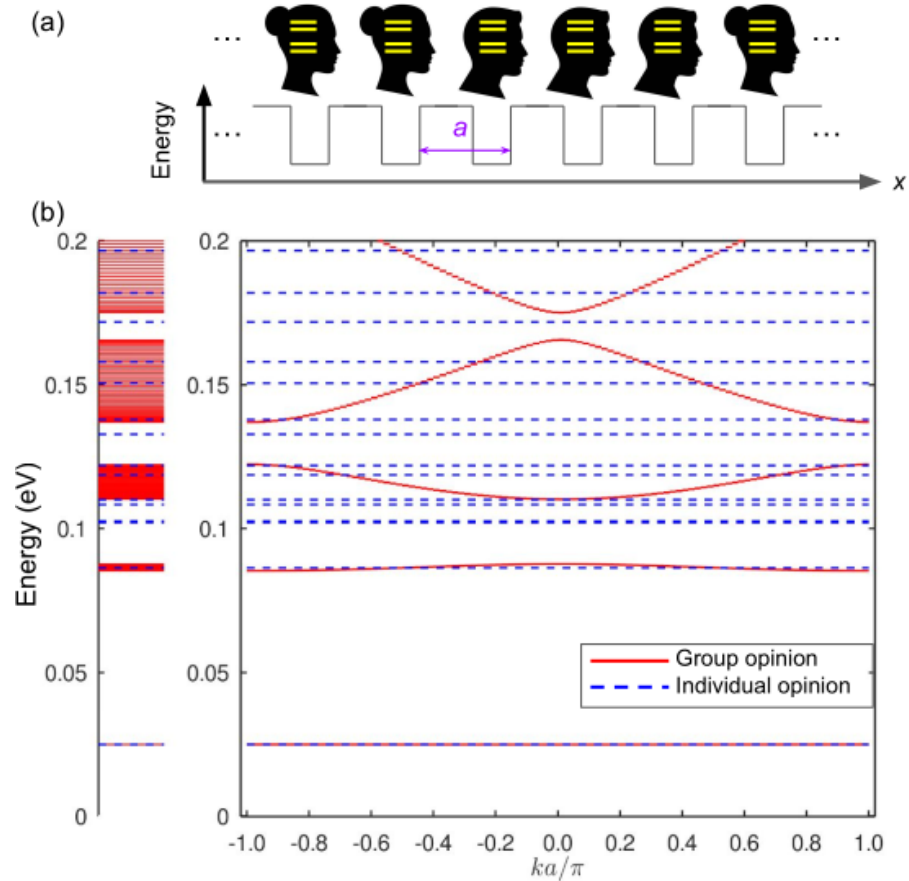 (a)
... ...
Energy
... a ...
x
(b)
0.2 0.2
0.15 0.15
0.1 0.1
Energy (eV)
0.05 0.05
Group opinion
Individual opinion
0 0
-1.0 -0.8 -0.6 -0.4 -0.2 0.0 0.2 0.4 0.6 0.8 1.0
ka/π